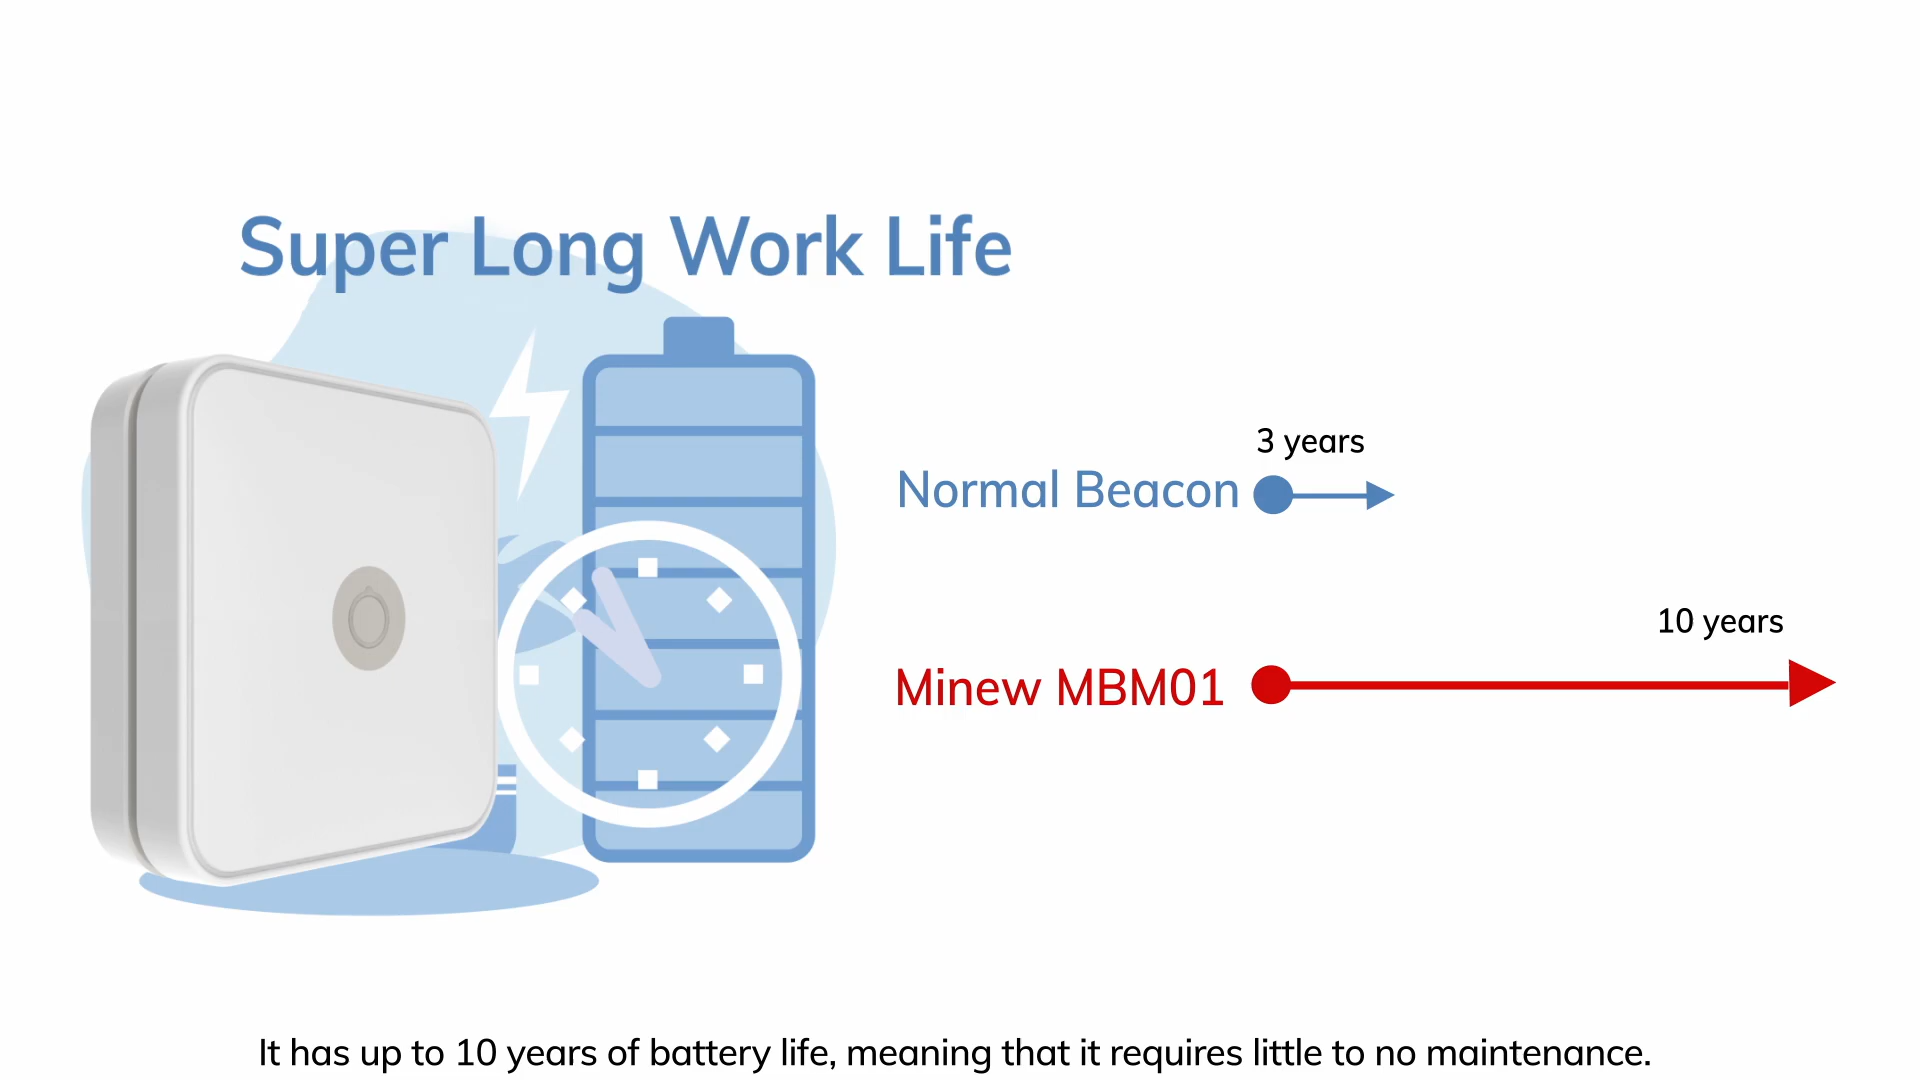 Super Long Work Life
3 years
Normal Beacon
10 years
Minew MBM01
It has up to 10 years of battery life, meaning that it requires little to no maintenance.